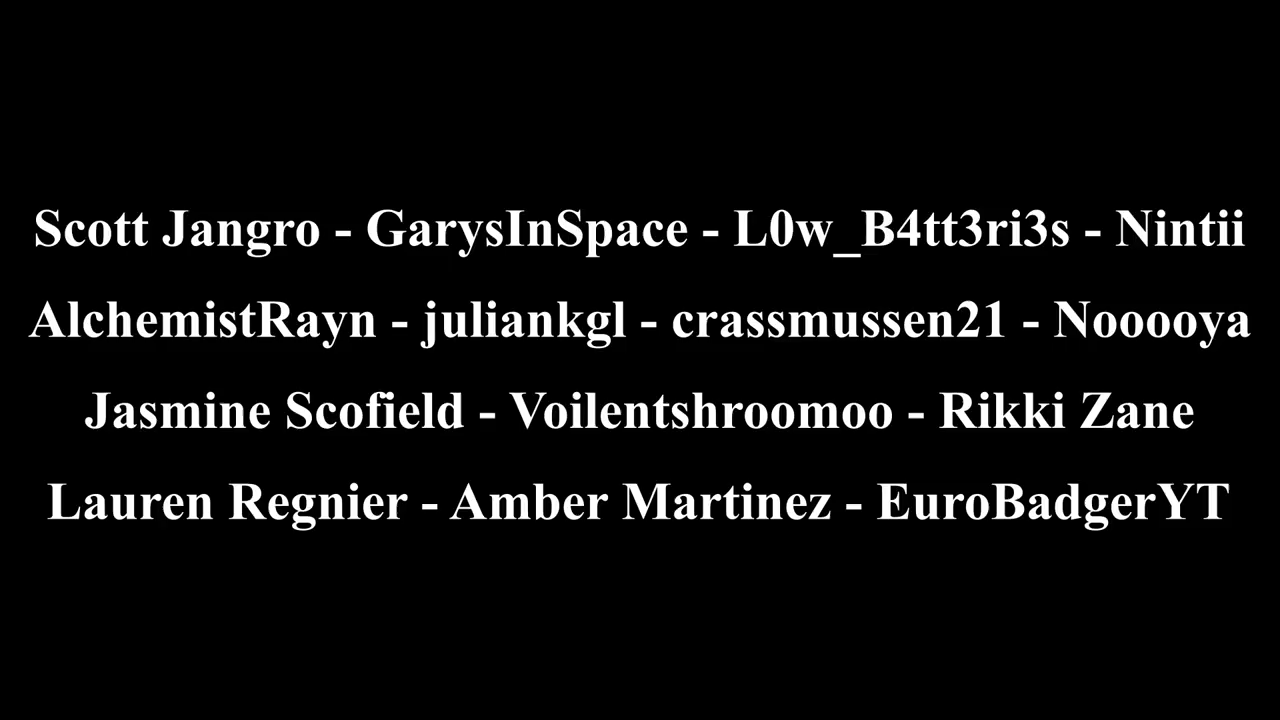 Scott Jangro - GarysInSpace - L0w_B4tt3ri3s - Nintii
AlchemistRayn - juliankgl - crassmussen21 - Nooooya
Jasmine Scofield - Voilentshroomoo - Rikki Zane
Lauren Regnier - Amber Martinez - EuroBadgerYT